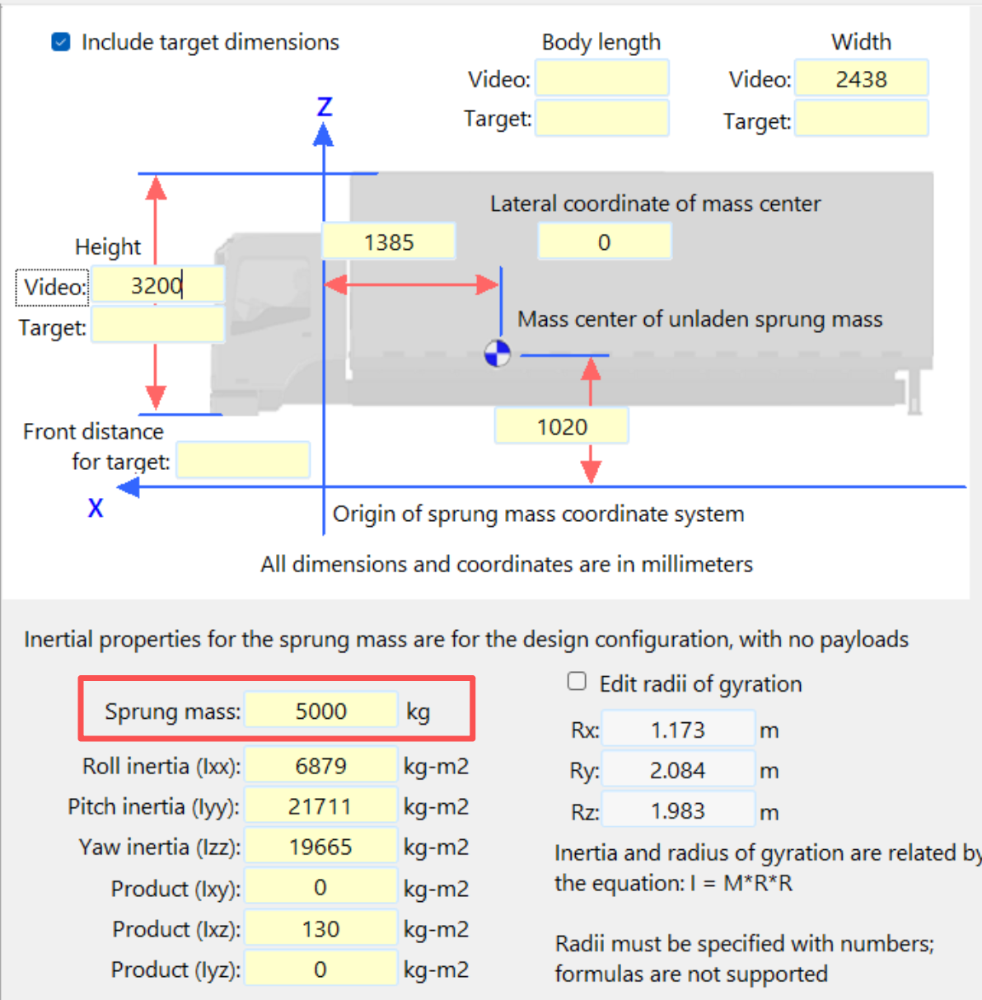 Include target dimensions
Body length
Width
Video:
Video: 2438
Target:
Target:
Z
Lateral coordinate of mass center
1385
0
Height
Video: 3200
Target:
Mass center of unladen sprung mass
1020
Front distance
for target:
X
Origin of sprung mass coordinate system
All dimensions and coordinates are in millimeters
Inertial properties for the sprung mass are for the design configuration, with no payloads
Sprung mass: 5000 kg
Roll inertia (Ixx): 6879 kg-m2
Pitch inertia (Iyy): 21711 kg-m2
Yaw inertia (Izz): 19665 kg-m2
Product (Ixy): 0 kg-m2
Product (Ixz): 130 kg-m2
Product (Iyz): 0 kg-m2
Edit radii of gyration
Rx: 1.173 m
Ry: 2.084 m
Rz: 1.983 m
Inertia and radius of gyration are related by
the equation: I = M*R*R
Radii must be specified with numbers;
formulas are not supported